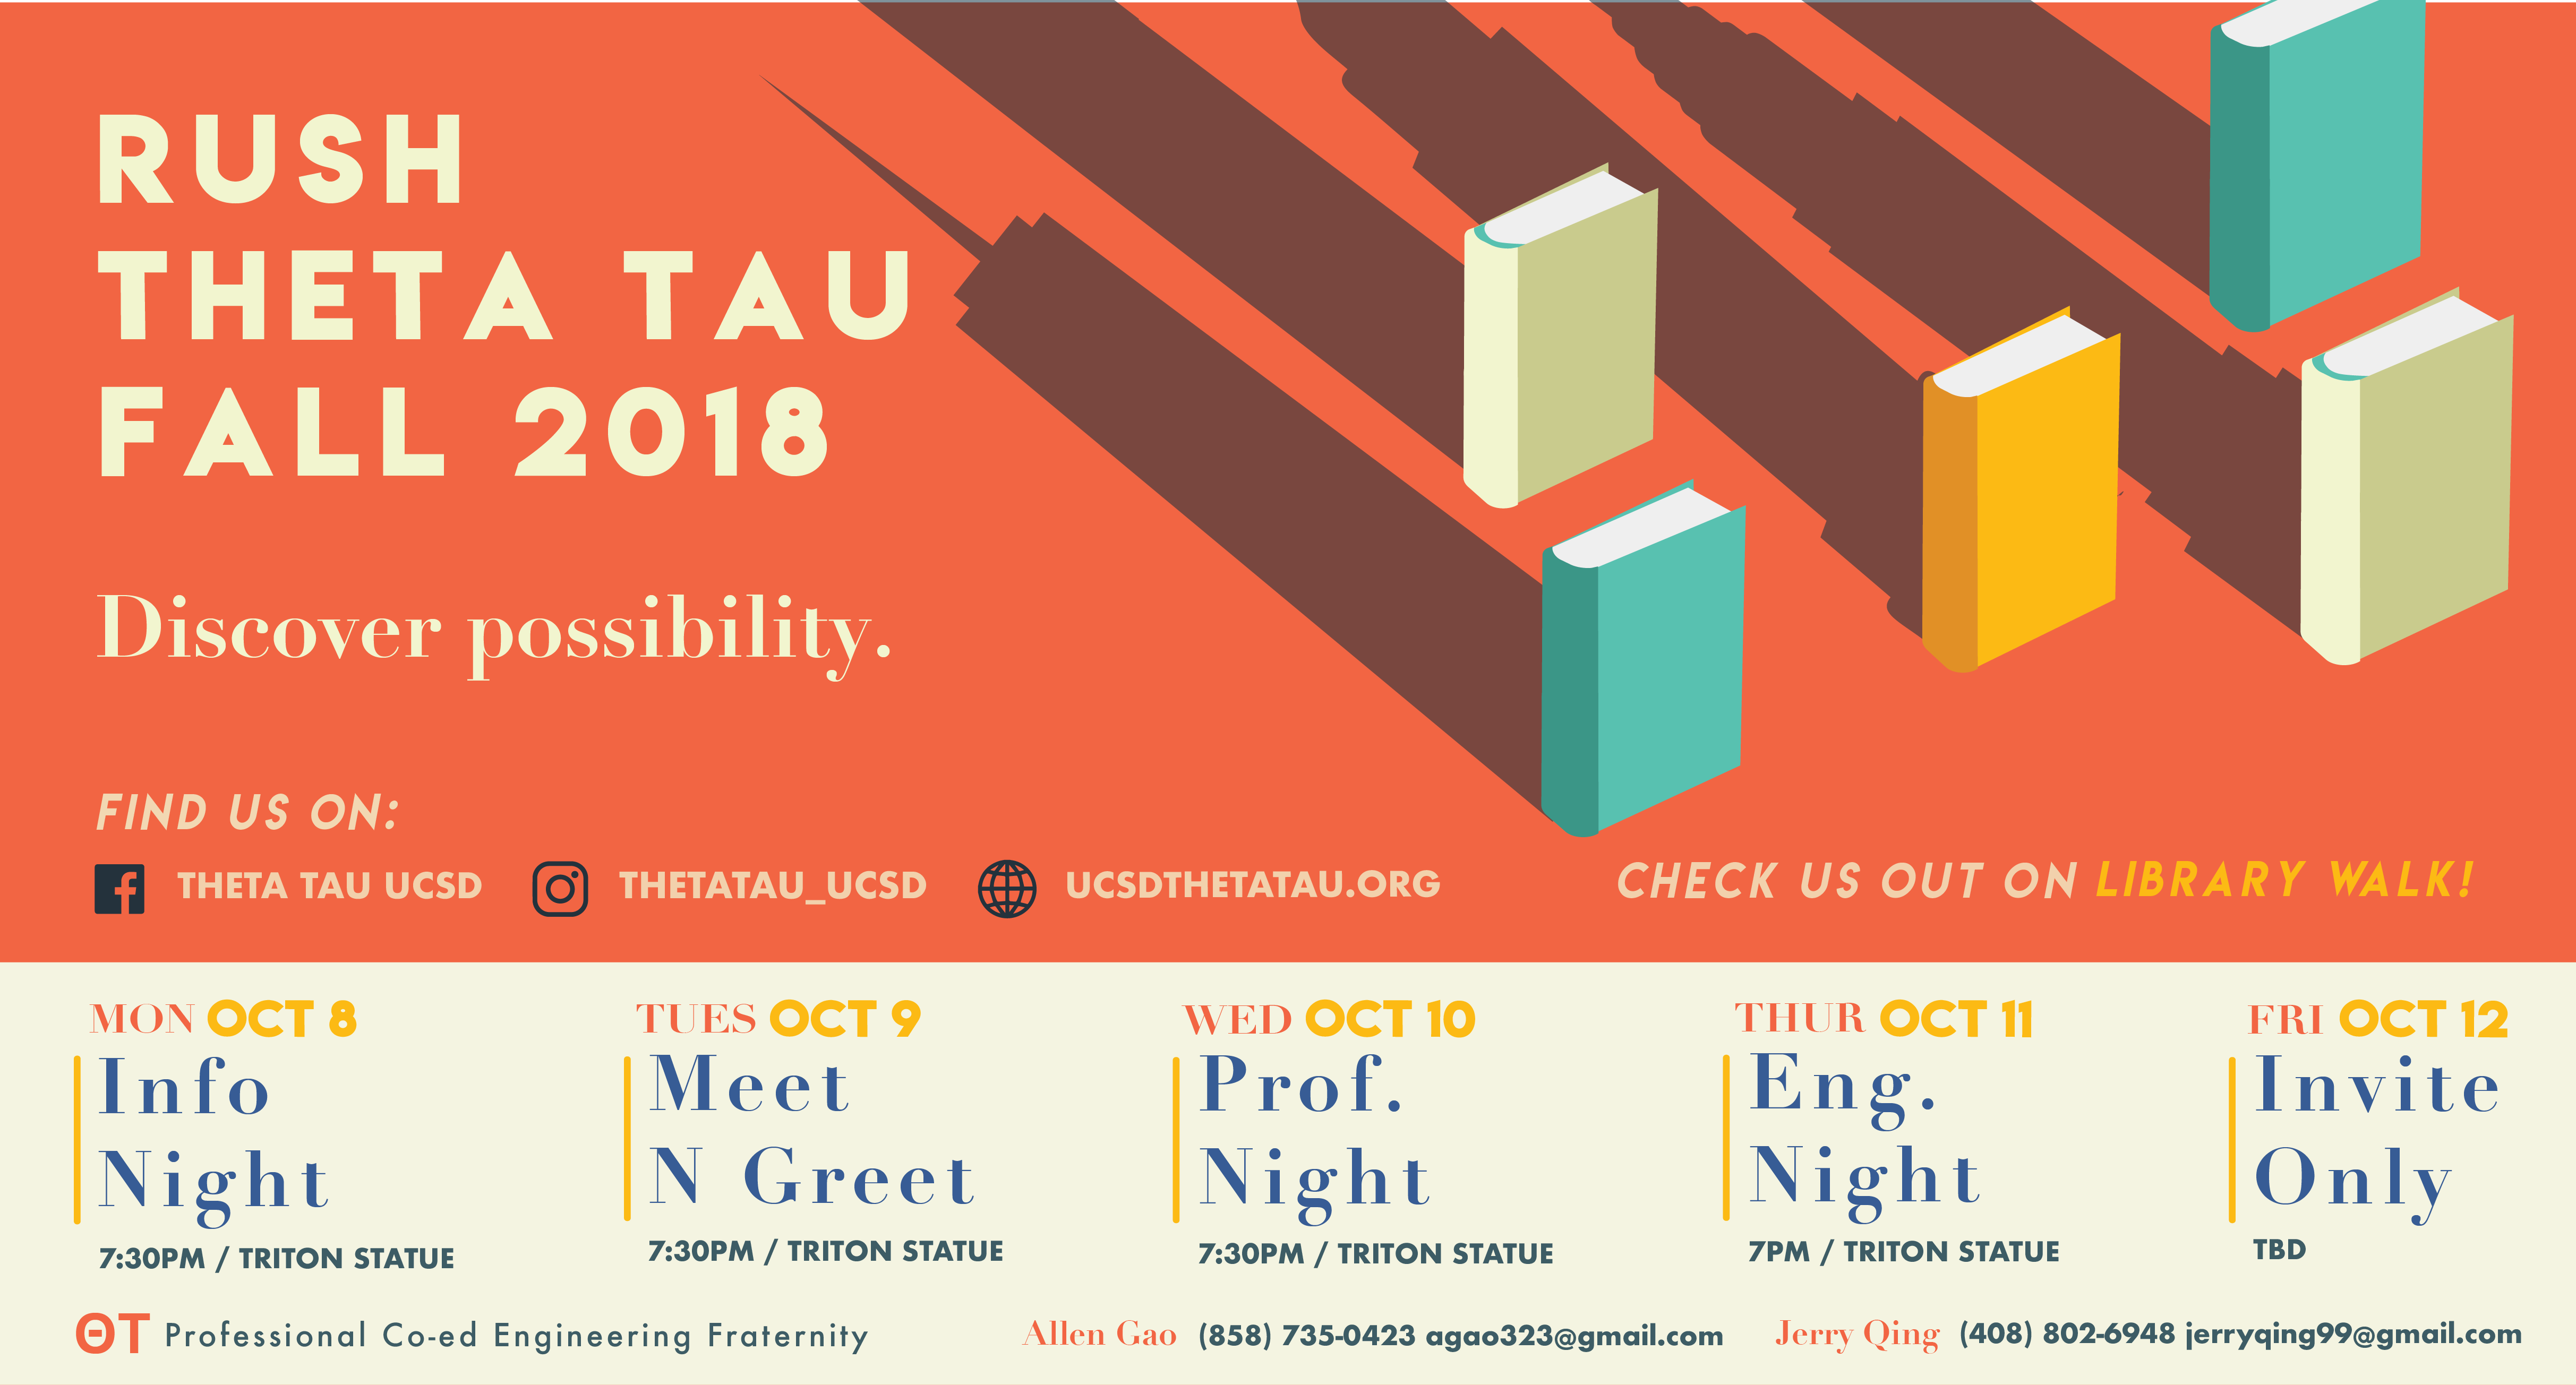 RUSH
THETA TAU
FALL 2018
Discover possibility.
FIND US ON:
THETA TAU UCSD
THETATAU_UCSD
UCSDTHETATAU.ORG
CHECK US OUT ON LIBRARY WALK!
MON OCT 8
Info
Night
7:30PM / TRITON STATUE
TUES OCT 9
Meet
N Greet
7:30PM / TRITON STATUE
WED OCT 10
Prof.
Night
7:30PM / TRITON STATUE
THUR OCT 11
Eng.
Night
7PM / TRITON STATUE
FRI OCT 12
Invite
Only
TBD
ΘT Professional Co-ed Engineering Fraternity
Allen Gao (858) 735-0423 agao323@gmail.com
Jerry Qing (408) 802-6948 jerryqing99@gmail.com